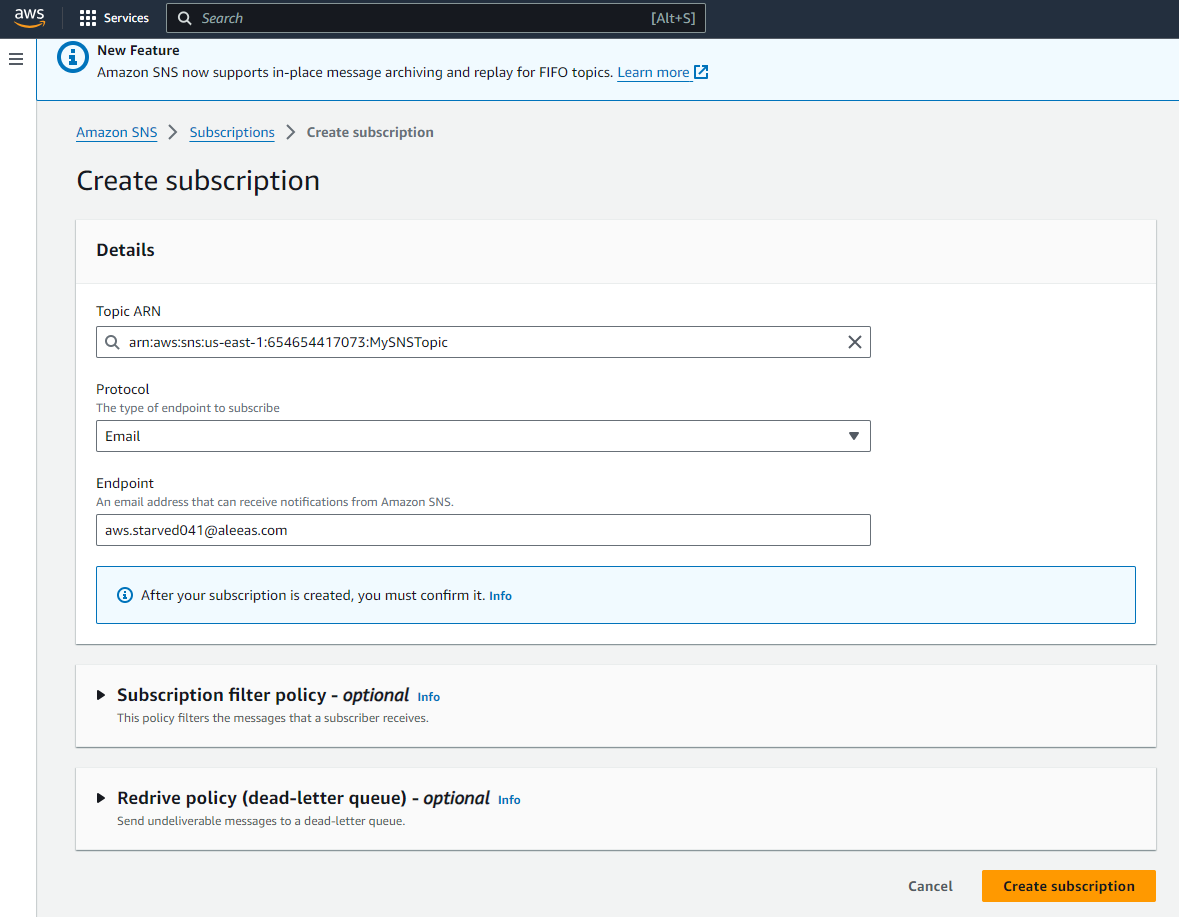 aws
Services
Search
[Alt+S]
New Feature
Amazon SNS now supports in-place message archiving and replay for FIFO topics. Learn more
Amazon SNS > Subscriptions > Create subscription
Create subscription
Details
Topic ARN
arn:aws:sns:us-east-1:654654417073:MySNSTopic
Protocol
The type of endpoint to subscribe
Email
Endpoint
An email address that can receive notifications from Amazon SNS.
aws.starved041@aleeas.com
After your subscription is created, you must confirm it. Info
Subscription filter policy - optional Info
This policy filters the messages that a subscriber receives.
Redrive policy (dead-letter queue) - optional Info
Send undeliverable messages to a dead-letter queue.
Cancel
Create subscription